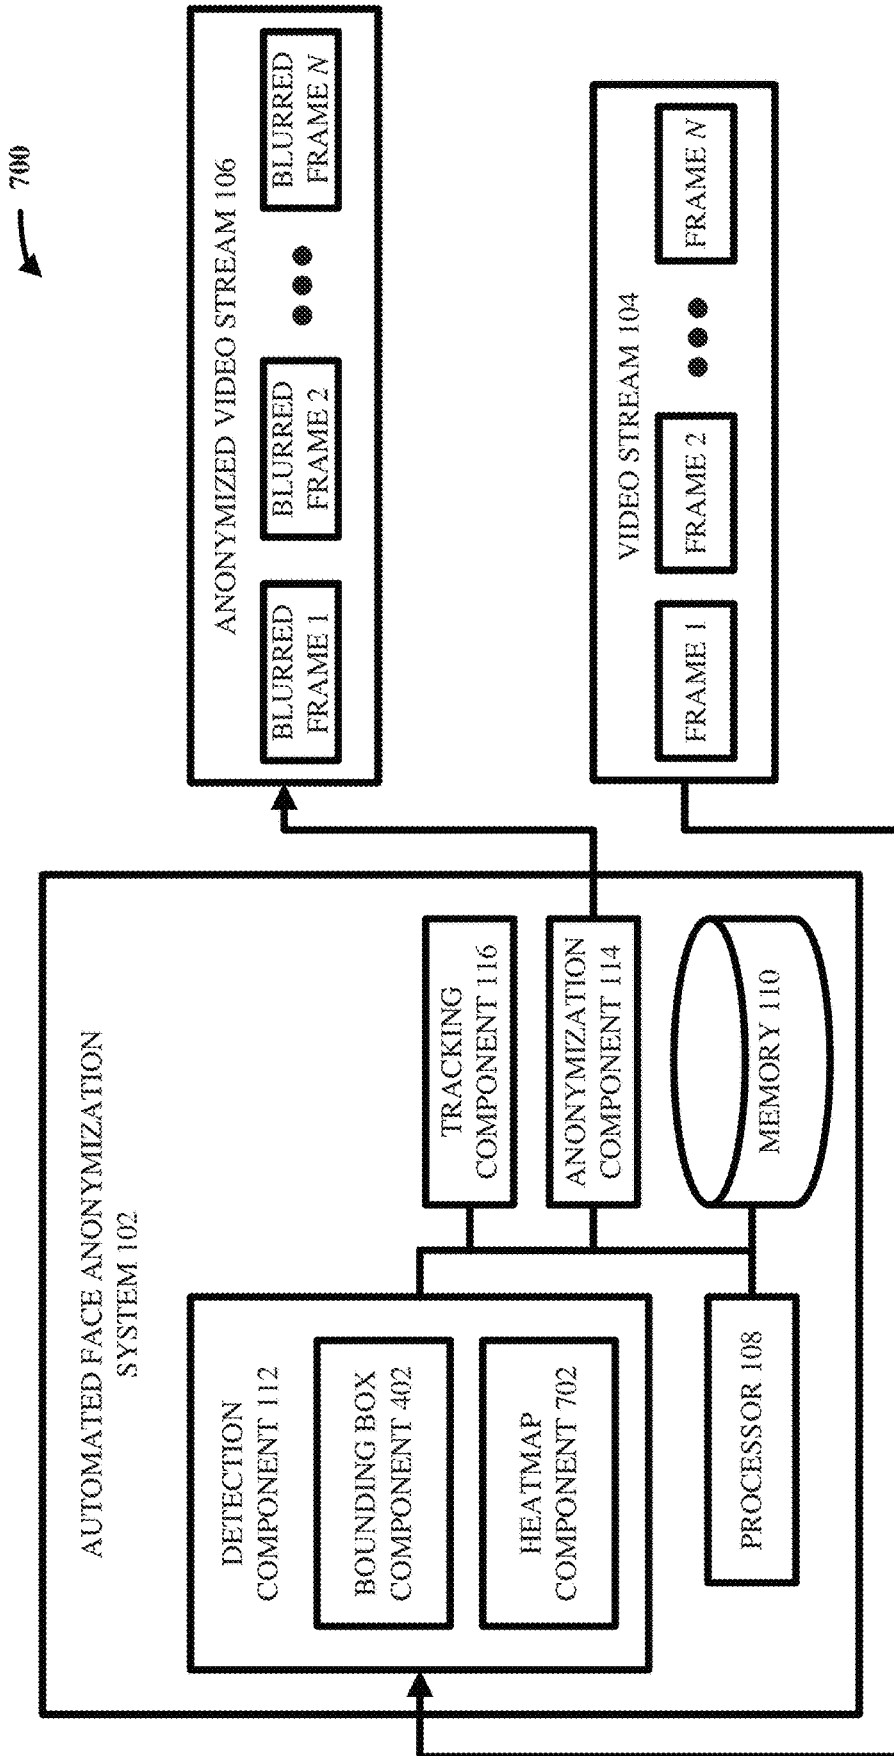 700
AUTOMATED FACE ANONYMIZATION
SYSTEM 102
DETECTION
COMPONENT 112
BOUNDING BOX
COMPONENT 402
HEATMAP
COMPONENT 702
PROCESSOR 108
TRACKING
COMPONENT 116
ANONYMIZATION
COMPONENT 114
MEMORY 110
ANONYMIZED VIDEO STREAM 106
BLURRED
FRAME 1
BLURRED
FRAME 2
BLURRED
FRAME N
VIDEO STREAM 104
FRAME 1
FRAME 2
FRAME N